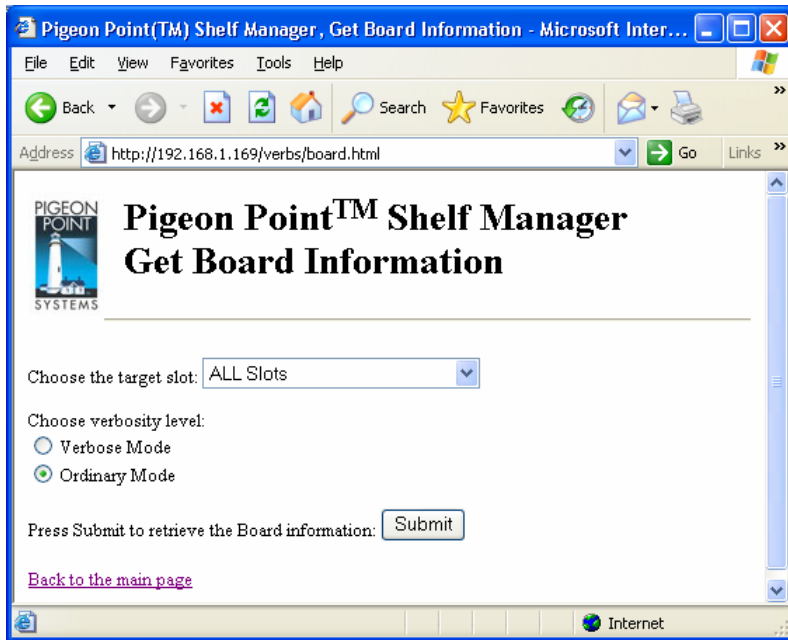 Pigeon Point(TM) Shelf Manager, Get Board Information - Microsoft Inter...
File Edit View Favorites Tools Help
Back Search Favorites »
Address http://192.168.1.169/verbs/board.html Go Links »
PIGEON
POINT
SYSTEMS
Pigeon Point™ Shelf Manager
Get Board Information
Choose the target slot: ALL Slots
Choose verbosity level:
Verbose Mode
Ordinary Mode
Press Submit to retrieve the Board information: Submit
Back to the main page
Internet